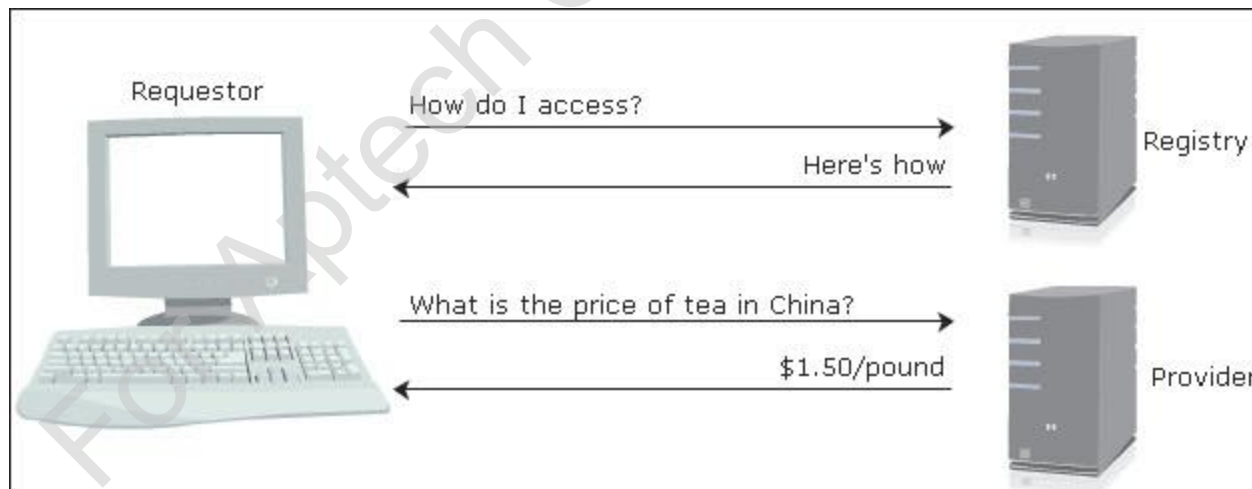 Requestor
How do I access?
Here's how
Registry
What is the price of tea in China?
$1.50/pound
Provider
For Aptech